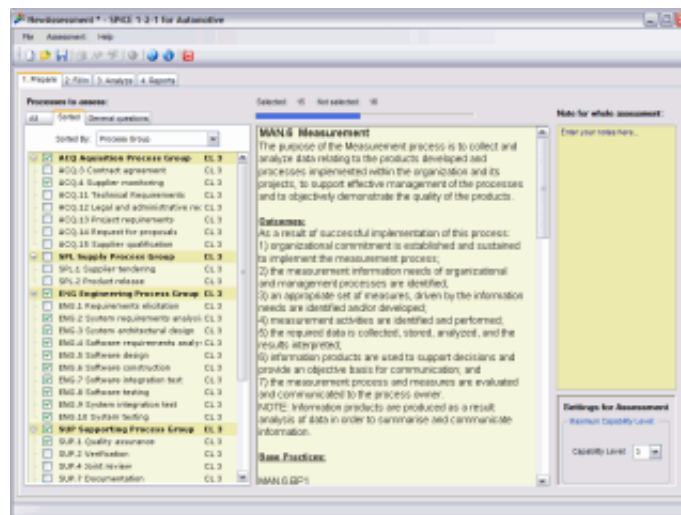 NewAssessment * - SPICE 1-2-1 for Automotive
File Assessment Help
1. Prepare 2. Film 3. Analyze 4. Reports
Processes to assess:
Selected: 15 Not selected: 16
Note for whole assessment:
All Sorted General questions
Sorted By: Process Group
Enter your notes here...
ACQ Aquisition Process Group CL 3
ACQ.3 Contract agreement CL 3
ACQ.4 Supplier monitoring CL 3
ACQ.11 Technical Requirements CL 3
ACQ.12 Legal and administrative rec CL 3
ACQ.13 Project requirements CL 3
ACQ.14 Request for proposals CL 3
ACQ.15 Supplier qualification CL 3
SPL Supply Process Group CL 3
SPL.1 Supplier tendering CL 3
SPL.2 Product release CL 3
ENG Engineering Process Group CL 3
ENG.1 Requirements elicitation CL 3
ENG.2 System requirements analysi CL 3
ENG.3 System architectural design CL 3
ENG.4 Software requirements analy CL 3
ENG.5 Software design CL 3
ENG.6 Software construction CL 3
ENG.7 Software integration test CL 3
ENG.8 Software testing CL 3
ENG.9 System integration test CL 3
ENG.10 System testing CL 3
SUP Supporting Process Group CL 3
SUP.1 Quality assurance CL 3
SUP.2 Verification CL 3
SUP.4 Joint review CL 3
SUP.7 Documentation CL 3
MAN.6 Measurement
The purpose of the Measurement process is to collect and
analyze data relating to the products developed and
processes implemented within the organization and its
projects, to support effective management of the processes
and to objectively demonstrate the quality of the products.
Outcomes:
As a result of successful implementation of this process:
1) organizational commitment is established and sustained
to implement the measurement process;
2) the measurement information needs of organizational
and management processes are identified,
3) an appropriate set of measures, driven by the information
needs are identified and/or developed;
4) measurement activities are identified and performed;
5) the required data is collected, stored, analyzed, and the
results interpreted;
6) information products are used to support decisions and
provide an objective basis for communication; and
7) the measurement process and measures are evaluated
and communicated to the process owner.
NOTE: Information products are produced as a result
analysis of data in order to summarise and communicate
information.
Base Practices:
MAN.6.BP1
Settings for Assessment
Maximum Capability Level:
Capability Level: 3